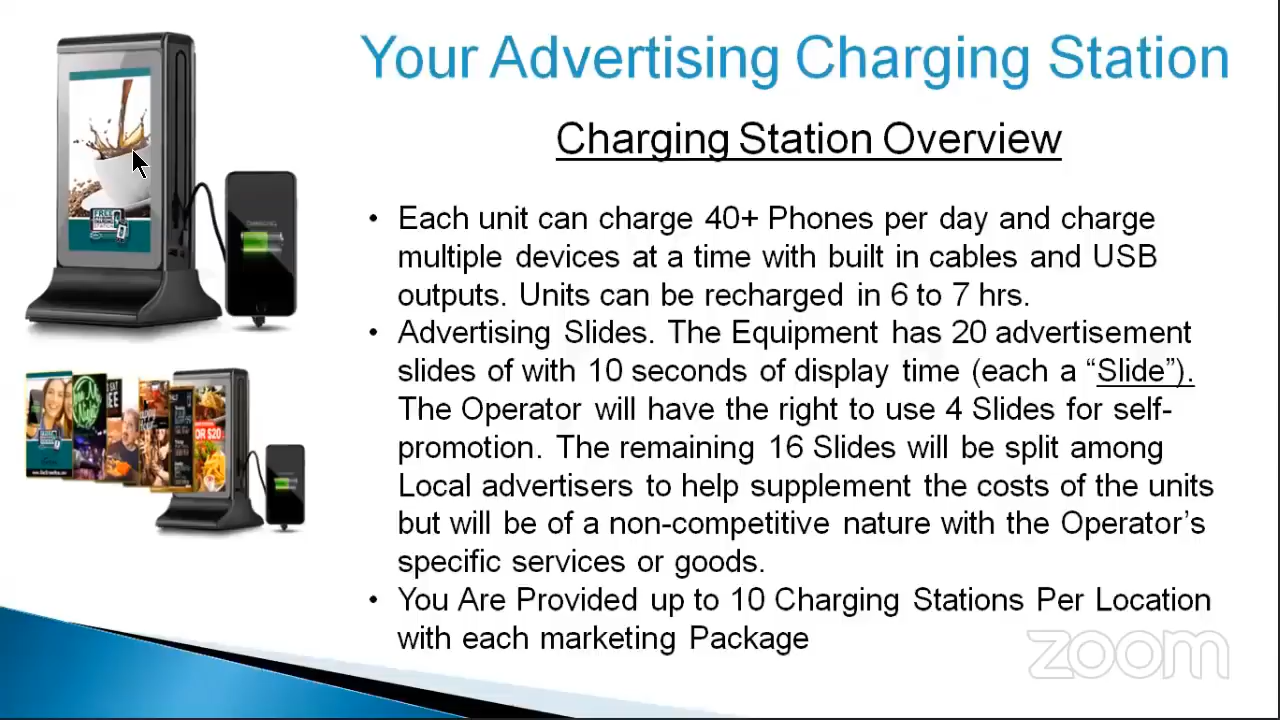 Your Advertising Charging Station
Charging Station Overview
• Each unit can charge 40+ Phones per day and charge
multiple devices at a time with built in cables and USB
outputs. Units can be recharged in 6 to 7 hrs.
• Advertising Slides. The Equipment has 20 advertisement
slides of with 10 seconds of display time (each a “Slide”).
The Operator will have the right to use 4 Slides for self-
promotion. The remaining 16 Slides will be split among
Local advertisers to help supplement the costs of the units
but will be of a non-competitive nature with the Operator’s
specific services or goods.
• You Are Provided up to 10 Charging Stations Per Location
with each marketing Package
zoom
FREE
OR $20